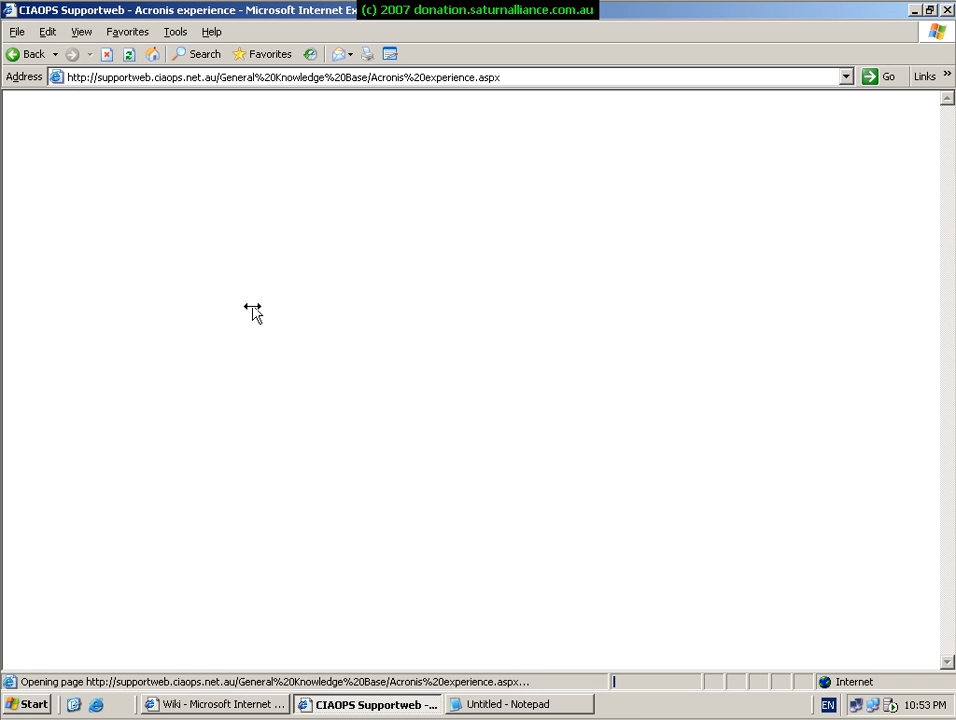 CIAOPS Supportweb - Acronis experience - Microsoft Internet Ex
(c) 2007 donation.saturnalliance.com.au
File Edit View Favorites Tools Help
Back Search Favorites
Address http://supportweb.ciaops.net.au/General%20Knowledge%20Base/Acronis%20experience.aspx Go Links »
Opening page http://supportweb.ciaops.net.au/General%20Knowledge%20Base/Acronis%20experience.aspx... Internet
Start Wiki - Microsoft Internet ... CIAOPS Supportweb -... Untitled - Notepad EN 10:53 PM